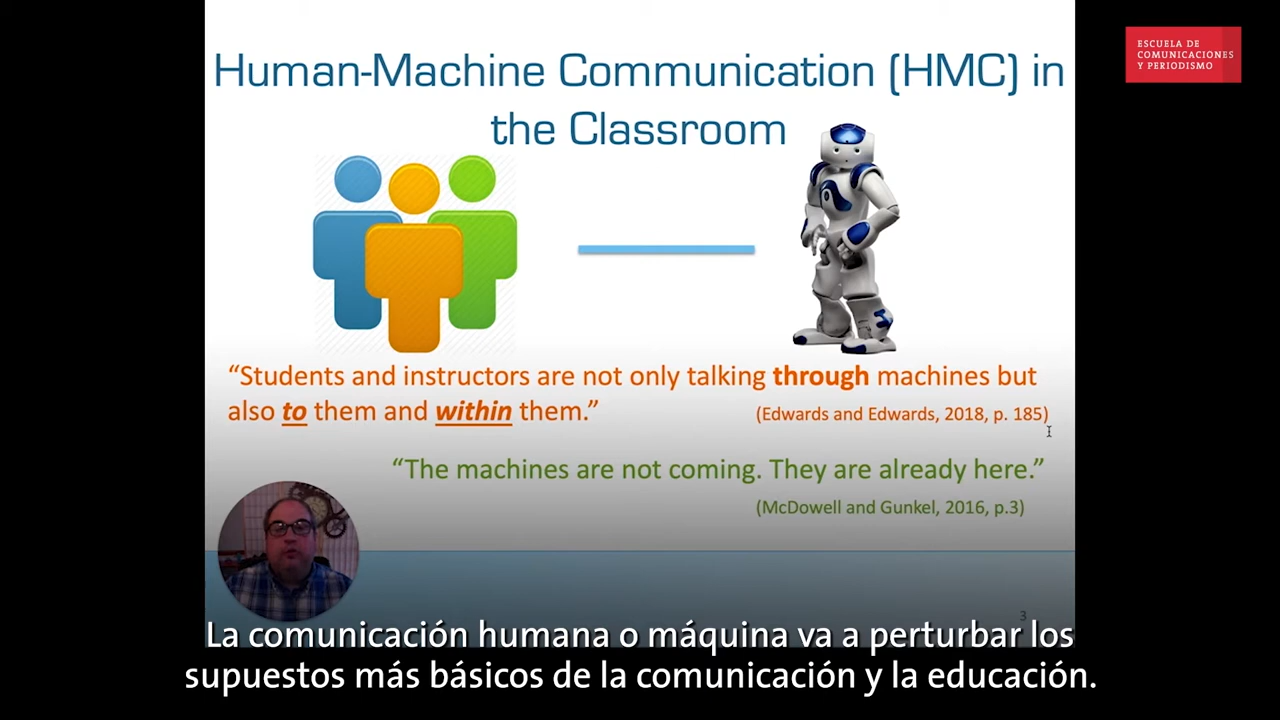 ESCUELA DE
COMUNICACIONES
Y PERIODISMO
Human-Machine Communication (HMC) in
the Classroom
“Students and instructors are not only talking through machines but
also to them and within them.” (Edwards and Edwards, 2018, p. 185)
“The machines are not coming. They are already here.”
(McDowell and Gunkel, 2016, p.3)
3
La comunicación humana o máquina va a perturbar los
supuestos más básicos de la comunicación y la educación.